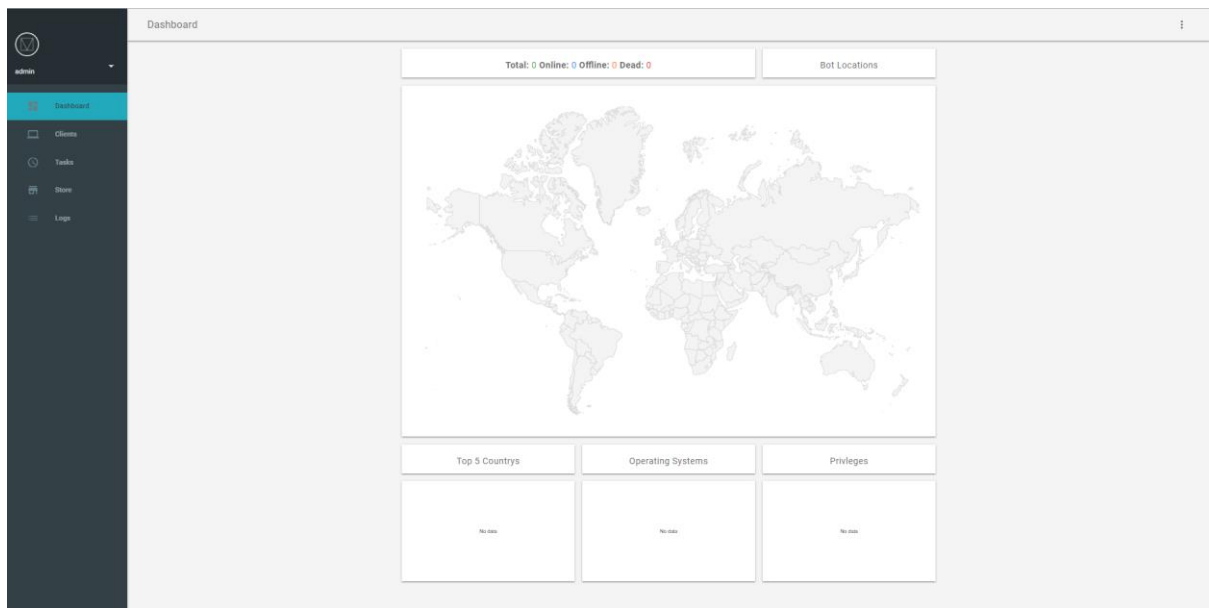 Dashboard
admin
Dashboard
Clients
Tasks
Store
Logs
Total: 0 Online: 0 Offline: 0 Dead: 0
Bot Locations
Top 5 Countrys
Operating Systems
Privleges
No data
No data
No data